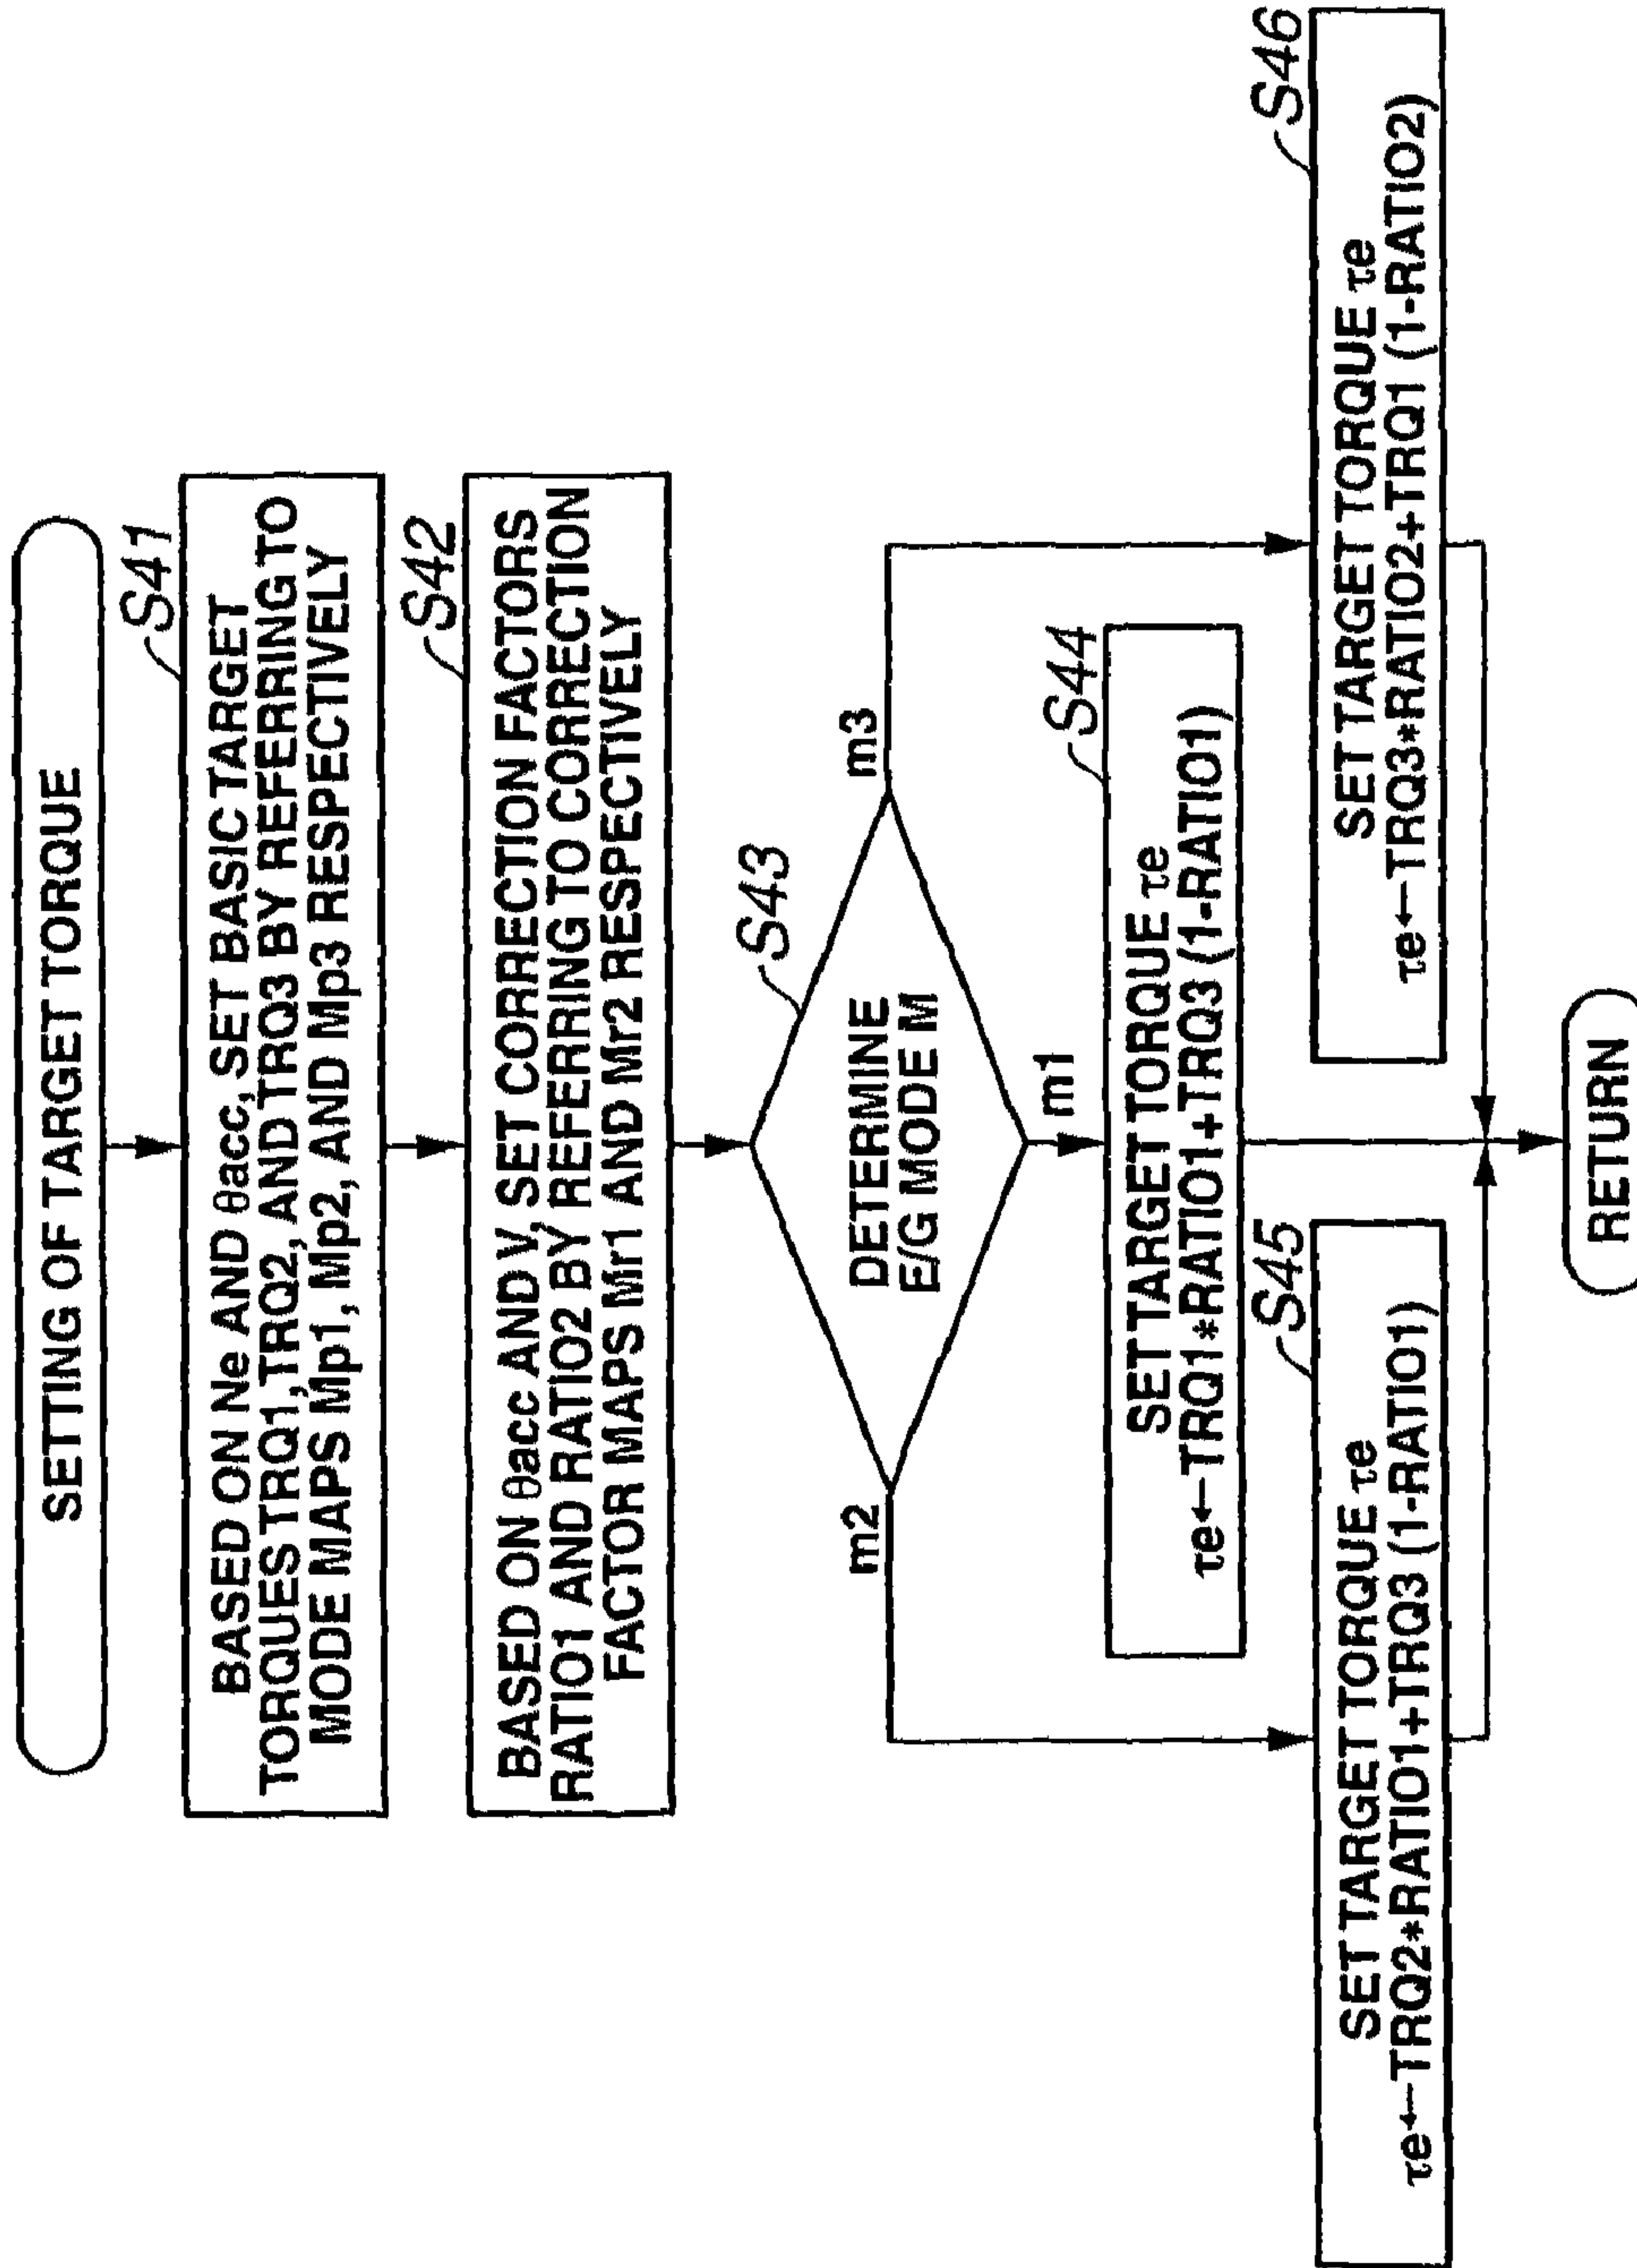 SETTING OF TARGET TORQUE
S41
BASED ON Ne AND θacc, SET BASIC TARGET
TORQUES TRQ1,TRQ2, AND TRQ3 BY REFERRING TO
MODE MAPS Mp1, Mp2, AND Mp3 RESPECTIVELY
S42
BASED ON θacc AND V, SET CORRECTION FACTORS
RATIO1 AND RATIO2 BY REFERRING TO CORRECTION
FACTOR MAPS Mr1 AND Mr2 RESPECTIVELY
S43
DETERMINE
E/G MODE M
m2
m3
m1
S44
SET TARGET TORQUE τe
τe←TRQ1*RATIO1+TRQ3 (1-RATIO1)
S45
SET TARGET TORQUE τe
τe←TRQ2*RATIO1+TRQ3 (1-RATIO1)
S46
SET TARGET TORQUE τe
τe←TRQ3*RATIO2+TRQ1 (1-RATIO2)
RETURN